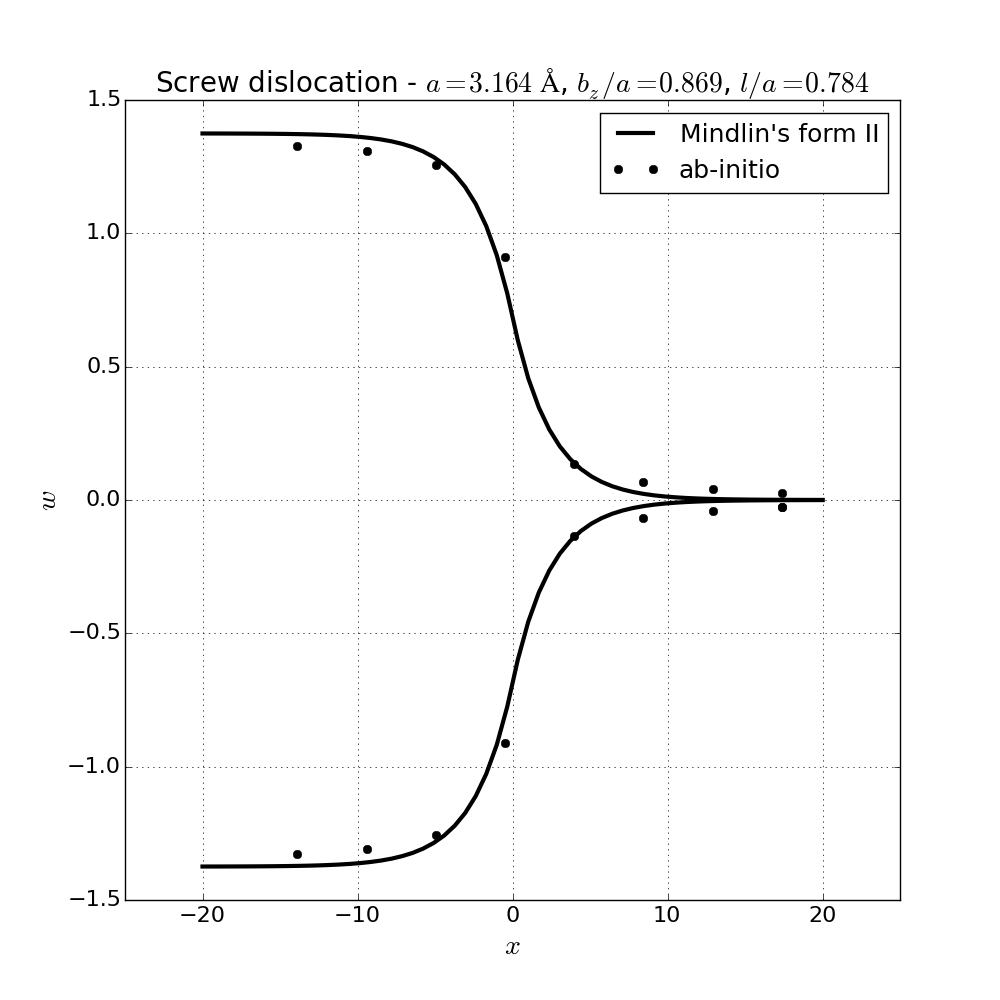 Screw dislocation - a = 3.164 Å, b_z/a = 0.869, l/a = 0.784
Mindlin's form II
ab-initio
1.5
1.0
0.5
0.0
−0.5
−1.0
−1.5
w
−20
−10
0
10
20
x